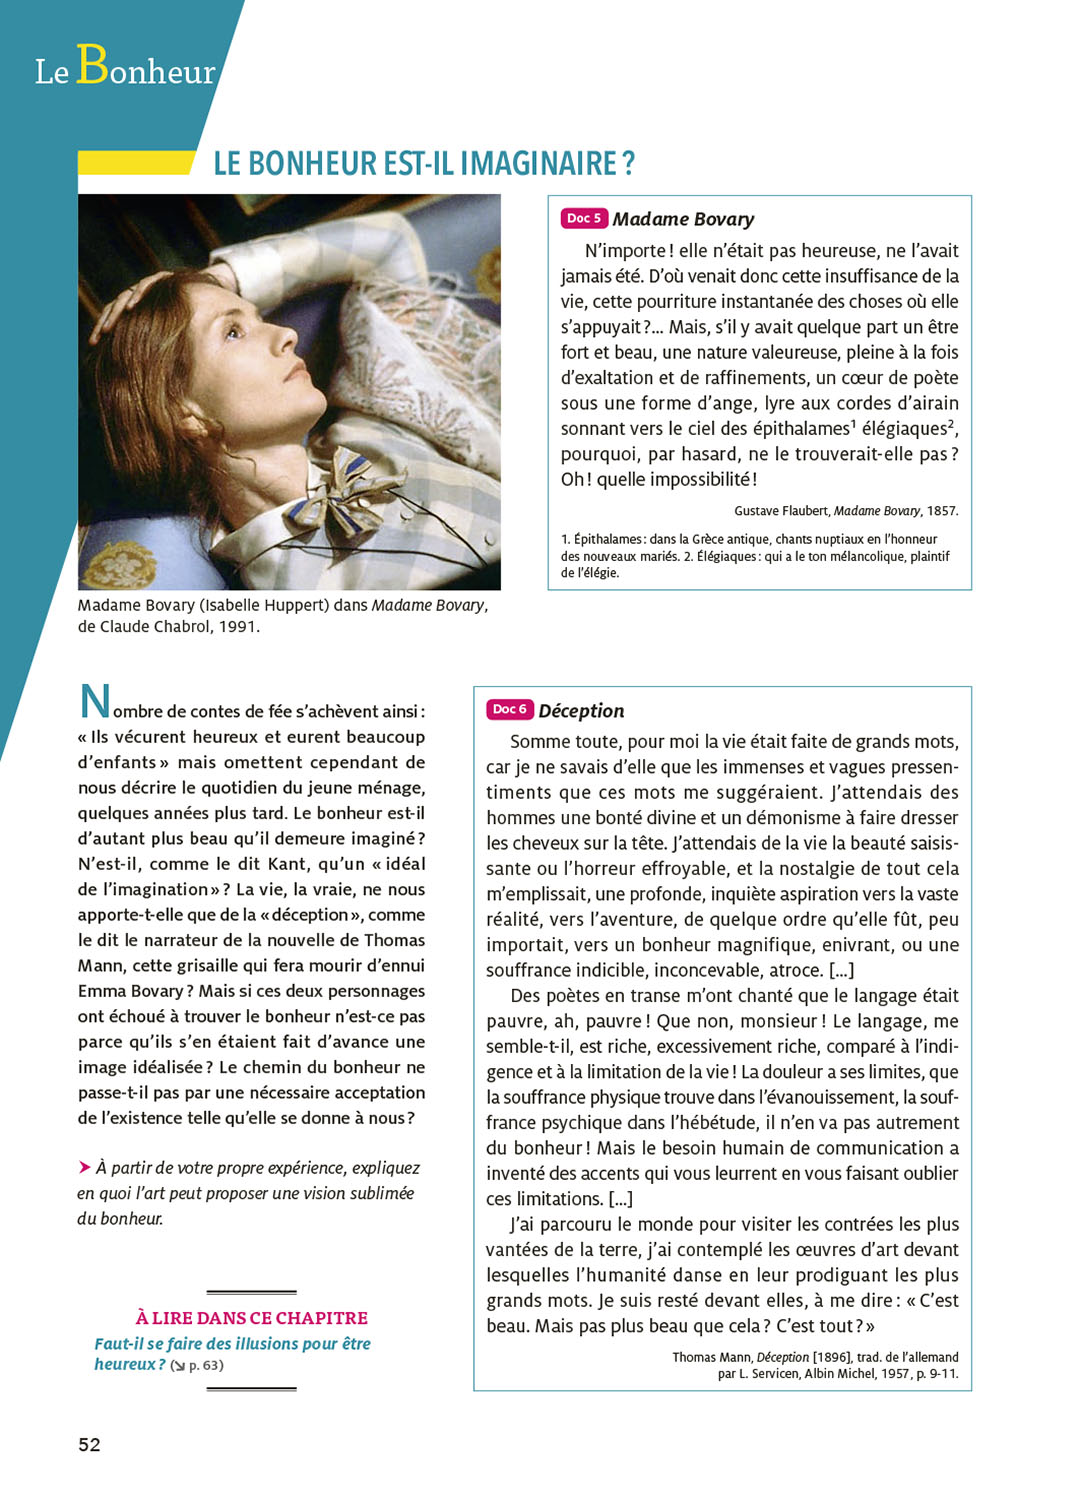 Le Bonheur
LE BONHEUR EST-IL IMAGINAIRE ?
Madame Bovary (Isabelle Huppert) dans Madame Bovary,
de Claude Chabrol, 1991.
Doc 5 Madame Bovary
N’importe ! elle n’était pas heureuse, ne l’avait
jamais été. D’où venait donc cette insuffisance de la
vie, cette pourriture instantanée des choses où elle
s’appuyait ?... Mais, s’il y avait quelque part un être
fort et beau, une nature valeureuse, pleine à la fois
d’exaltation et de raffinements, un cœur de poète
sous une forme d’ange, lyre aux cordes d’airain
sonnant vers le ciel des épithalames¹ élégiaques²,
pourquoi, par hasard, ne le trouverait-elle pas ?
Oh ! quelle impossibilité !
Gustave Flaubert, Madame Bovary, 1857.
1. Épithalames : dans la Grèce antique, chants nuptiaux en l’honneur
des nouveaux mariés. 2. Élégiaques : qui a le ton mélancolique, plaintif
de l’élégie.
Nombre de contes de fée s’achèvent ainsi :
« Ils vécurent heureux et eurent beaucoup
d’enfants » mais omettent cependant de
nous décrire le quotidien du jeune ménage,
quelques années plus tard. Le bonheur est-il
d’autant plus beau qu’il demeure imaginé ?
N’est-il, comme le dit Kant, qu’un « idéal
de l’imagination » ? La vie, la vraie, ne nous
apporte-t-elle que de la « déception », comme
le dit le narrateur de la nouvelle de Thomas
Mann, cette grisaille qui fera mourir d’ennui
Emma Bovary ? Mais si ces deux personnages
ont échoué à trouver le bonheur n’est-ce pas
parce qu’ils s’en étaient fait d’avance une
image idéalisée ? Le chemin du bonheur ne
passe-t-il pas par une nécessaire acceptation
de l’existence telle qu’elle se donne à nous ?
➤ À partir de votre propre expérience, expliquez
en quoi l’art peut proposer une vision sublimée
du bonheur.
À LIRE DANS CE CHAPITRE
Faut-il se faire des illusions pour être
heureux ? (↘ p. 63)
Doc 6 Déception
Somme toute, pour moi la vie était faite de grands mots,
car je ne savais d’elle que les immenses et vagues pressen-
timents que ces mots me suggéraient. J’attendais des
hommes une bonté divine et un démonisme à faire dresser
les cheveux sur la tête. J’attendais de la vie la beauté saisis-
sante ou l’horreur effroyable, et la nostalgie de tout cela
m’emplissait, une profonde, inquiète aspiration vers la vaste
réalité, vers l’aventure, de quelque ordre qu’elle fût, peu
importait, vers un bonheur magnifique, enivrant, ou une
souffrance indicible, inconcevable, atroce. [...]
Des poètes en transe m’ont chanté que le langage était
pauvre, ah, pauvre ! Que non, monsieur ! Le langage, me
semble-t-il, est riche, excessivement riche, comparé à l’indi-
gence et à la limitation de la vie ! La douleur a ses limites, que
la souffrance physique trouve dans l’évanouissement, la souf-
france psychique dans l’hébétude, il n’en va pas autrement
du bonheur ! Mais le besoin humain de communication a
inventé des accents qui vous leurrent en vous faisant oublier
ces limitations. [...]
J’ai parcouru le monde pour visiter les contrées les plus
vantées de la terre, j’ai contemplé les œuvres d’art devant
lesquelles l’humanité danse en leur prodiguant les plus
grands mots. Je suis resté devant elles, à me dire : « C’est
beau. Mais pas plus beau que cela ? C’est tout ? »
Thomas Mann, Déception [1896], trad. de l’allemand
par L. Servicen, Albin Michel, 1957, p. 9-11.
52